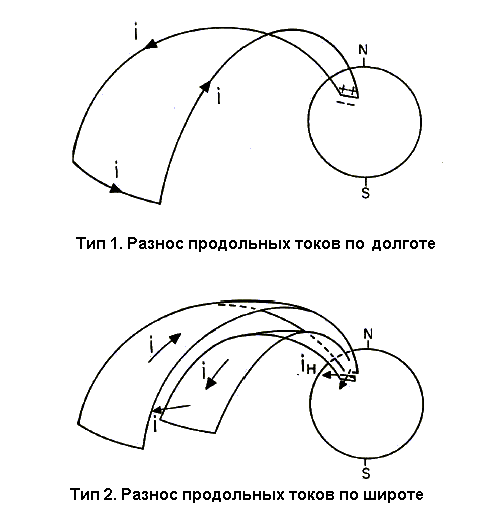 i
N
i
i
S
Тип 1. Разнос продольных токов по долготе
N
i
iн
i
i
S
Тип 2. Разнос продольных токов по широте